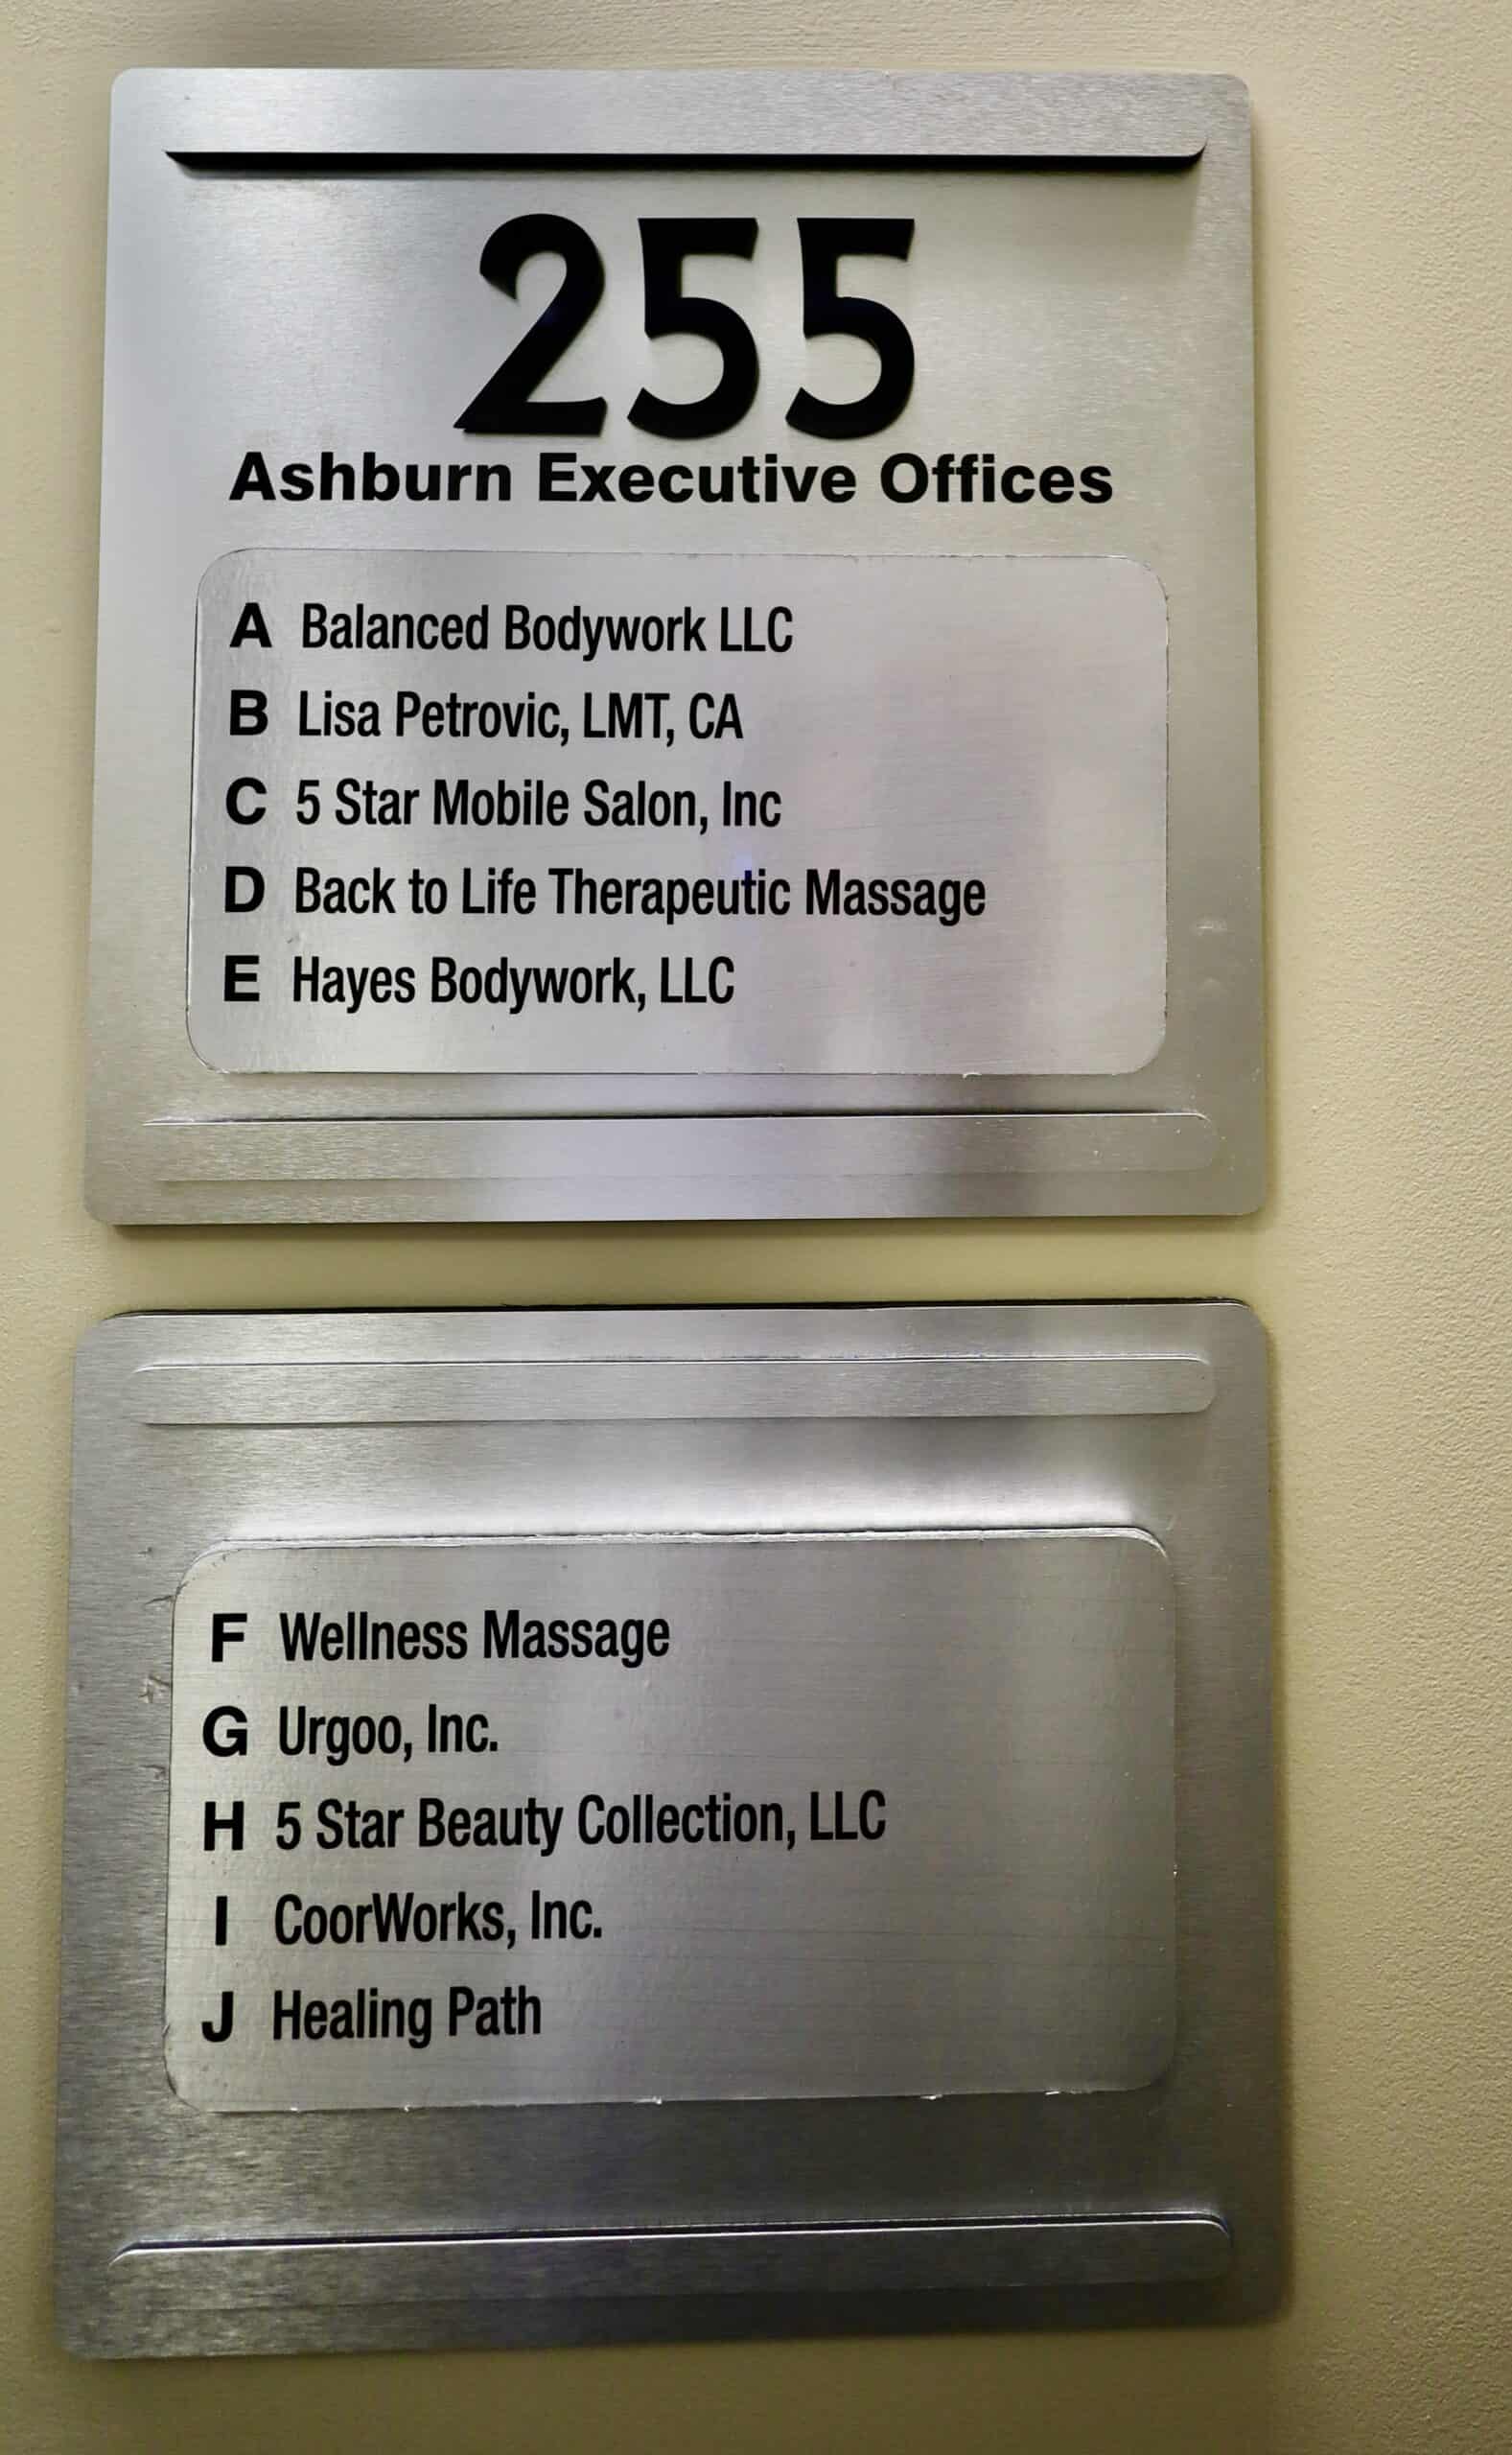 255
Ashburn Executive Offices
A Balanced Bodywork LLC
B Lisa Petrovic, LMT, CA
C 5 Star Mobile Salon, Inc
D Back to Life Therapeutic Massage
E Hayes Bodywork, LLC
F Wellness Massage
G Urgoo, Inc.
H 5 Star Beauty Collection, LLC
I CoorWorks, Inc.
J Healing Path